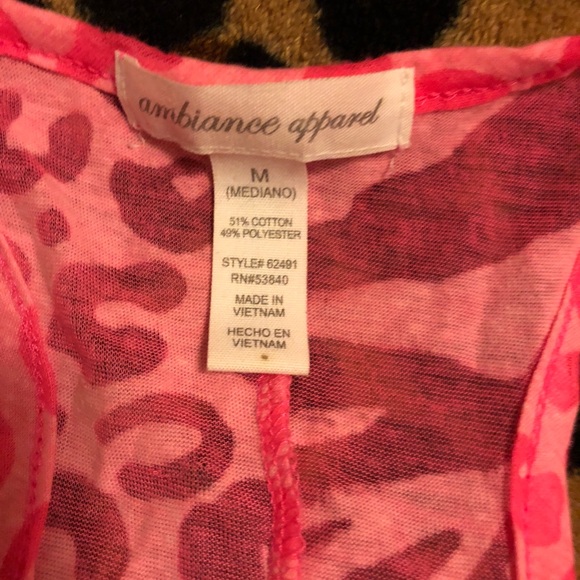 ambiance apparel
M
(MEDIANO)
51% COTTON
49% POLYESTER
STYLE# 62491
RN#53840
MADE IN
VIETNAM
HECHO EN
VIETNAM